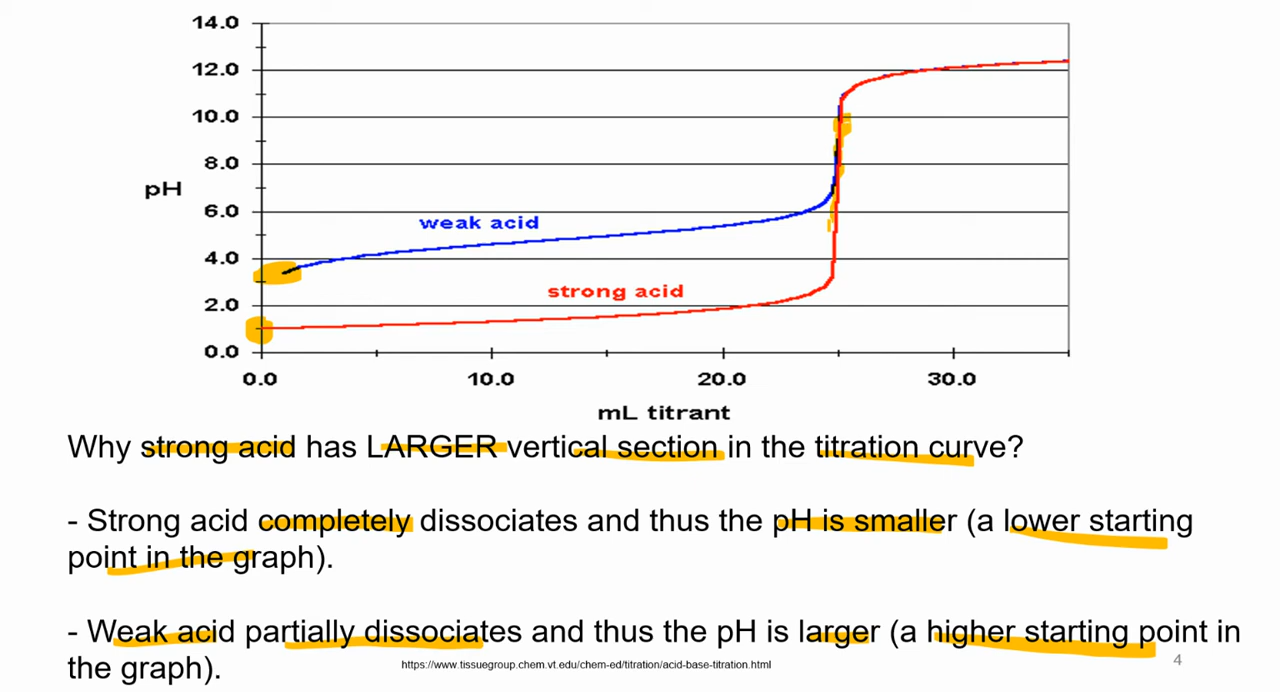 14.0
12.0
10.0
8.0
pH
6.0
weak acid
4.0
strong acid
2.0
0.0
0.0 10.0 20.0 30.0
mL titrant
Why strong acid has LARGER vertical section in the titration curve?
- Strong acid completely dissociates and thus the pH is smaller (a lower starting
point in the graph).
- Weak acid partially dissociates and thus the pH is larger (a higher starting point in
the graph).
https://www.tissuegroup.chem.vt.edu/chem-ed/titration/acid-base-titration.html
4